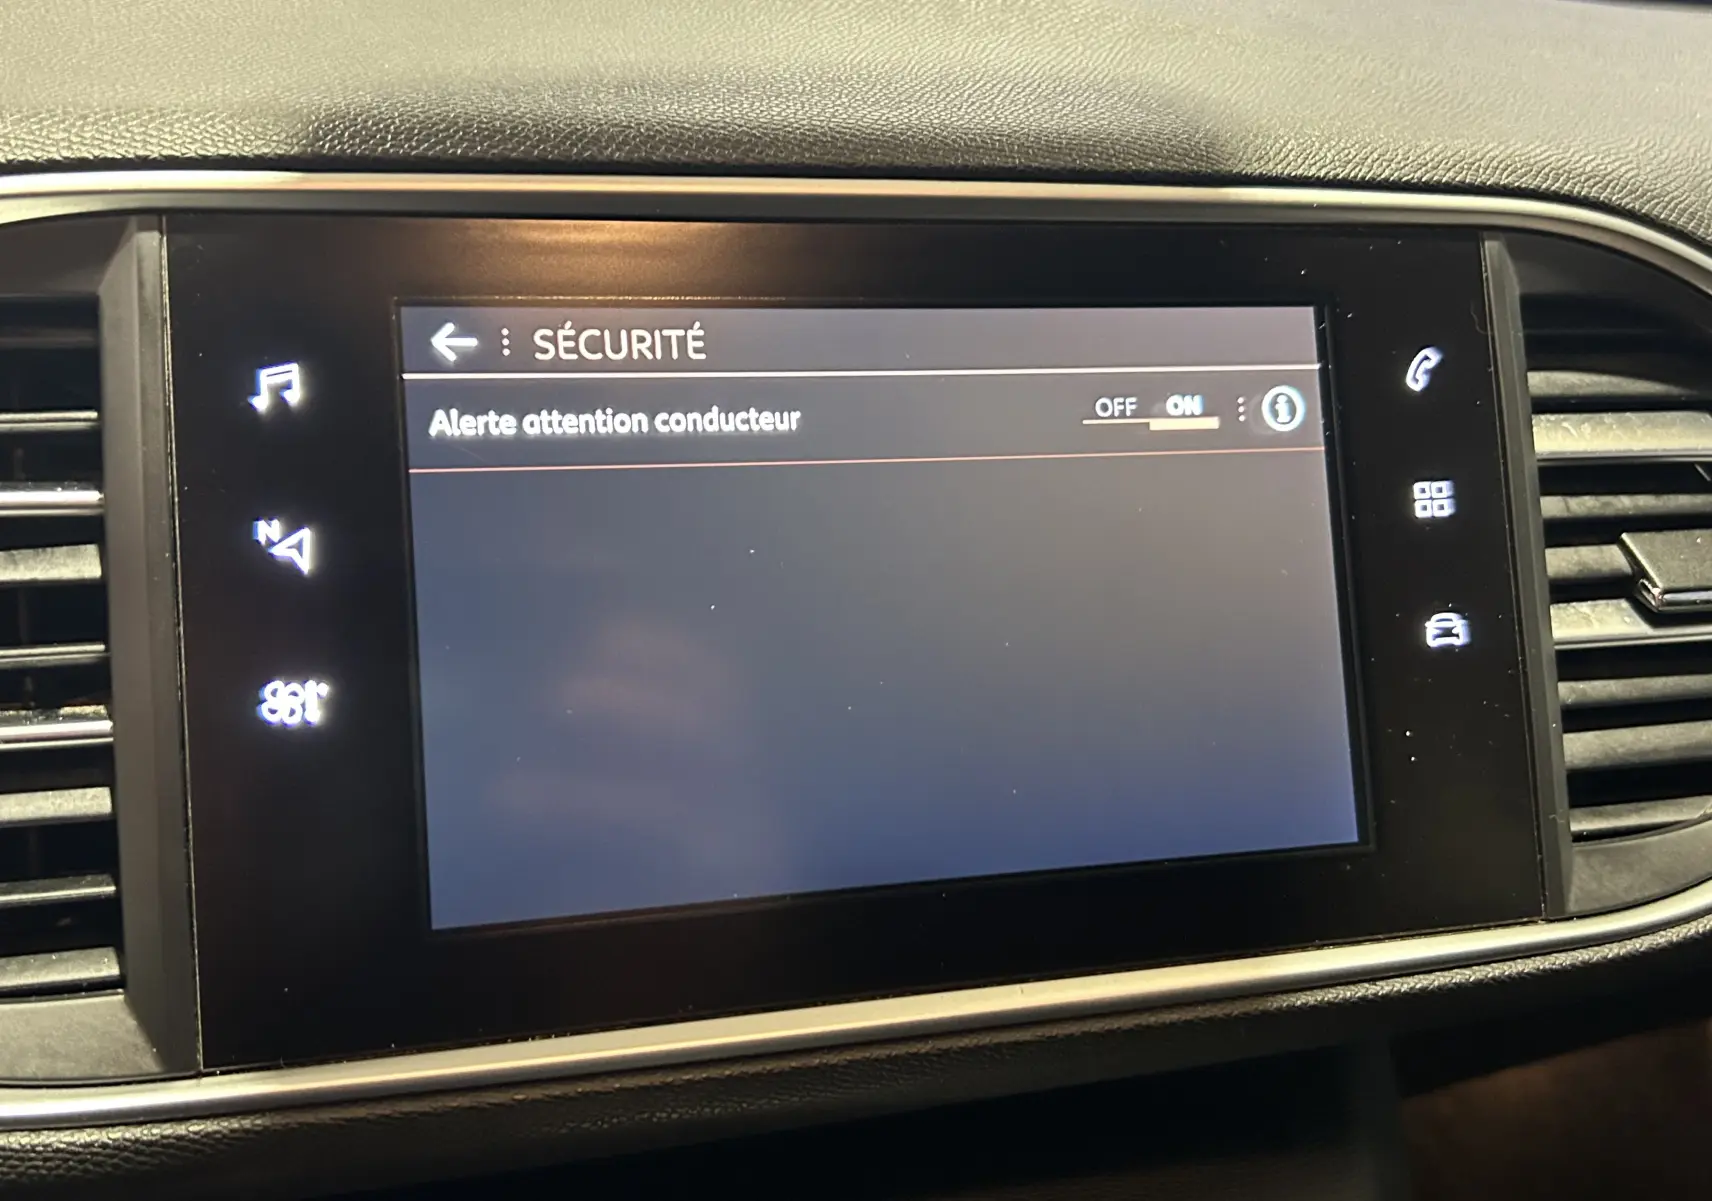 SÉCURITÉ
Alerte attention conducteur OFF ON
N